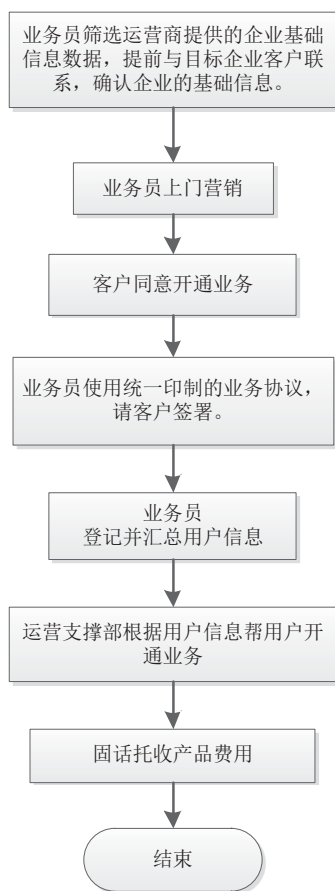 业务员筛选运营商提供的企业基础
信息数据，提前与目标企业客户联
系，确认企业的基础信息。
业务员上门营销
客户同意开通业务
业务员使用统一印制的业务协议，
请客户签署。
业务员
登记并汇总用户信息
运营支撑部根据用户信息帮用户开
通业务
固话托收产品费用
结束